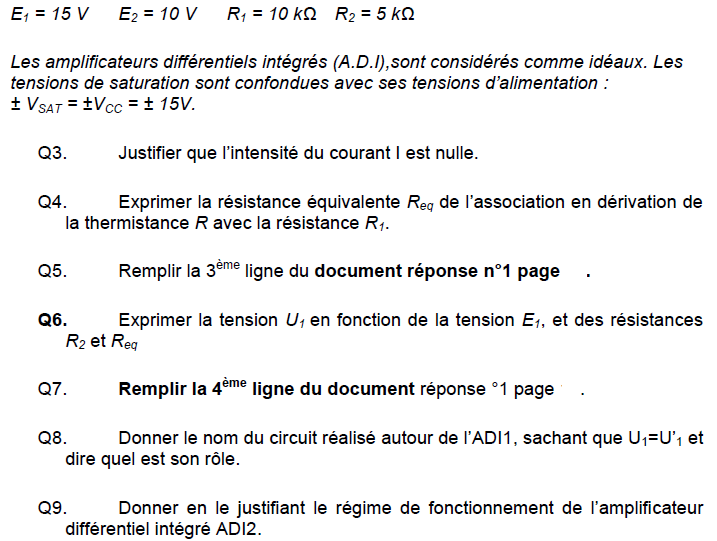 E1 = 15 V E2 = 10 V R1 = 10 kΩ R2 = 5 kΩ
Les amplificateurs différentiels intégrés (A.D.I),sont considérés comme idéaux. Les
tensions de saturation sont confondues avec ses tensions d'alimentation :
± VSAT = ±VCC = ± 15V.
Q3. Justifier que l'intensité du courant I est nulle.
Q4. Exprimer la résistance équivalente Req de l'association en dérivation de
la thermistance R avec la résistance R1.
Q5. Remplir la 3ème ligne du document réponse n°1 page .
Q6. Exprimer la tension U1 en fonction de la tension E1, et des résistances
R2 et Req
Q7. Remplir la 4ème ligne du document réponse °1 page .
Q8. Donner le nom du circuit réalisé autour de l'ADI1, sachant que U1=U'1 et
dire quel est son rôle.
Q9. Donner en le justifiant le régime de fonctionnement de l'amplificateur
différentiel intégré ADI2.